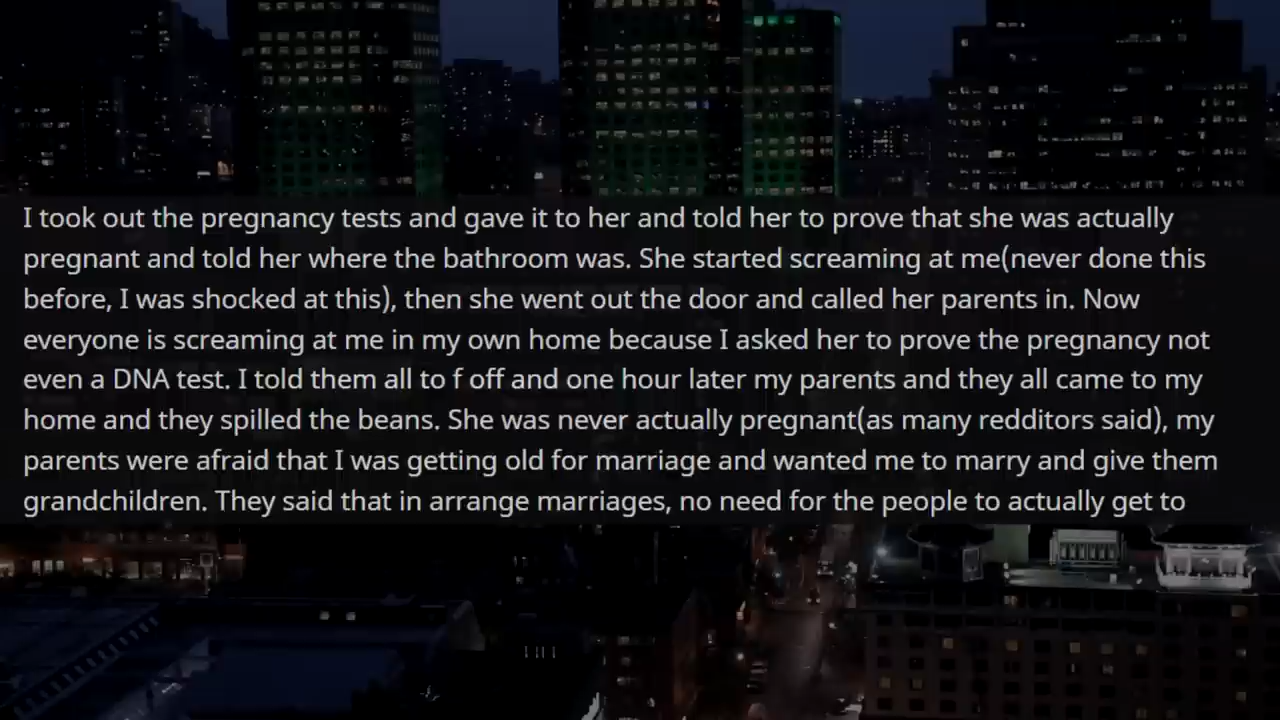 I took out the pregnancy tests and gave it to her and told her to prove that she was actually
pregnant and told her where the bathroom was. She started screaming at me(never done this
before, I was shocked at this), then she went out the door and called her parents in. Now
everyone is screaming at me in my own home because I asked her to prove the pregnancy not
even a DNA test. I told them all to f off and one hour later my parents and they all came to my
home and they spilled the beans. She was never actually pregnant(as many redditors said), my
parents were afraid that I was getting old for marriage and wanted me to marry and give them
grandchildren. They said that in arrange marriages, no need for the people to actually get to